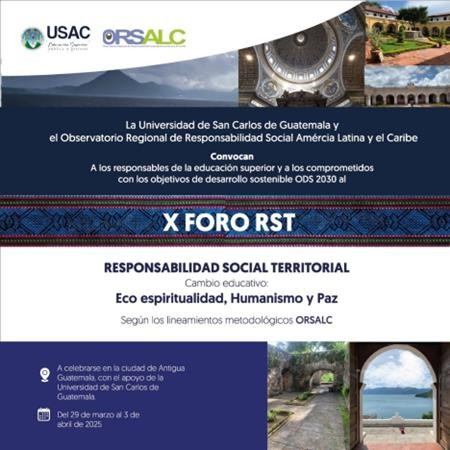 USAC
Educación Superior
ORSALC
La Universidad de San Carlos de Guatemala y
el Observatorio Regional de Responsabilidad Social Amércia Latina y el Caribe
Convocan
A los responsables de la educación superior y a los comprometidos
con los objetivos de desarrollo sostenible ODS 2030 al
X FORO RST
RESPONSABILIDAD SOCIAL TERRITORIAL
Cambio educativo:
Eco espiritualidad, Humanismo y Paz
Según los lineamientos metodológicos ORSALC
A celebrarse en la ciudad de Antigua
Guatemala, con el apoyo de la
Universidad de San Carlos de
Guatemala.
Del 29 de marzo al 3 de
abril de 2025